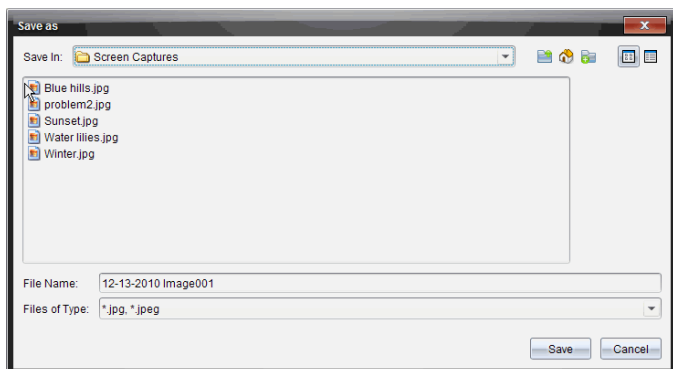 Save as
Save In: Screen Captures
Blue hills.jpg
problem2.jpg
Sunset.jpg
Water lilies.jpg
Winter.jpg
File Name: 12-13-2010 Image001
Files of Type: *.jpg, *.jpeg
Save Cancel